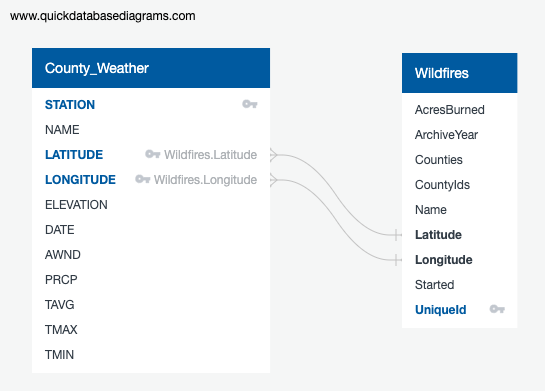 www.quickdatabasediagrams.com
County_Weather
STATION
NAME
LATITUDE Wildfires.Latitude
LONGITUDE Wildfires.Longitude
ELEVATION
DATE
AWND
PRCP
TAVG
TMAX
TMIN
Wildfires
AcresBurned
ArchiveYear
Counties
CountyIds
Name
Latitude
Longitude
Started
UniqueId